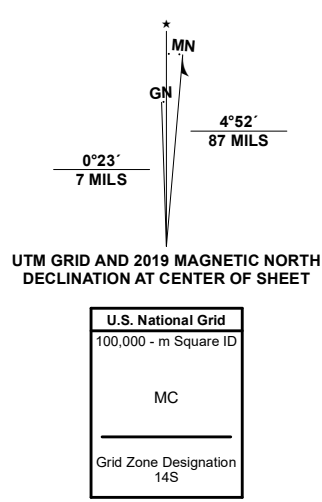 ★
MN
GN
4°52´
87 MILS
0°23´
7 MILS
UTM GRID AND 2019 MAGNETIC NORTH
DECLINATION AT CENTER OF SHEET
U.S. National Grid
100,000 - m Square ID
MC
Grid Zone Designation
14S